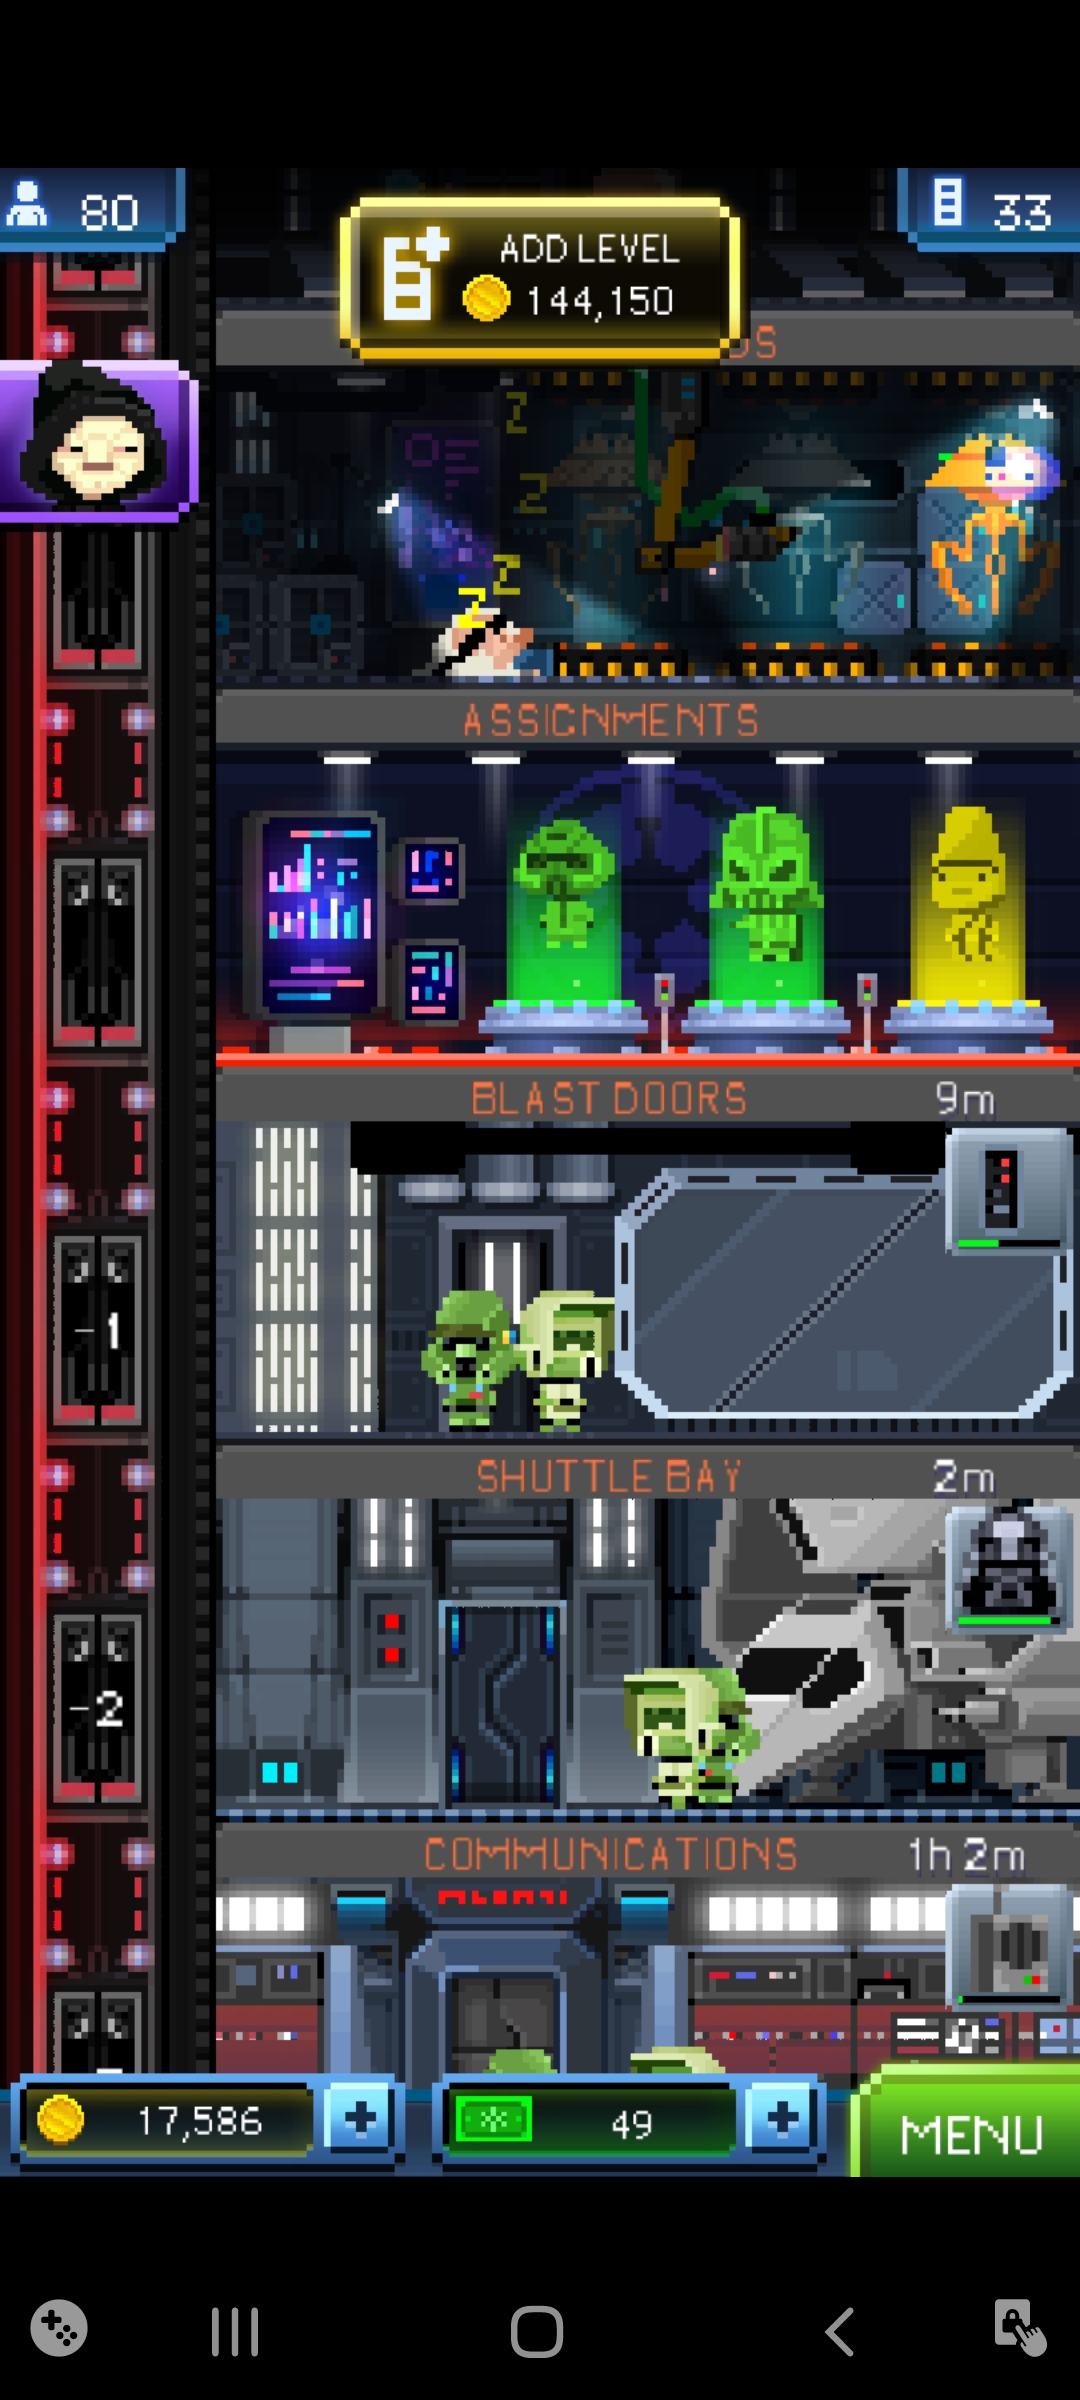 80
ADD LEVEL
144,150
33
DS
Z
Z
Z
Z
ASSIGNMENTS
BLAST DOORS 9m
-1
SHUTTLE BAY 2m
-2
COMMUNICATIONS 1h 2m
17,586
49
MENU